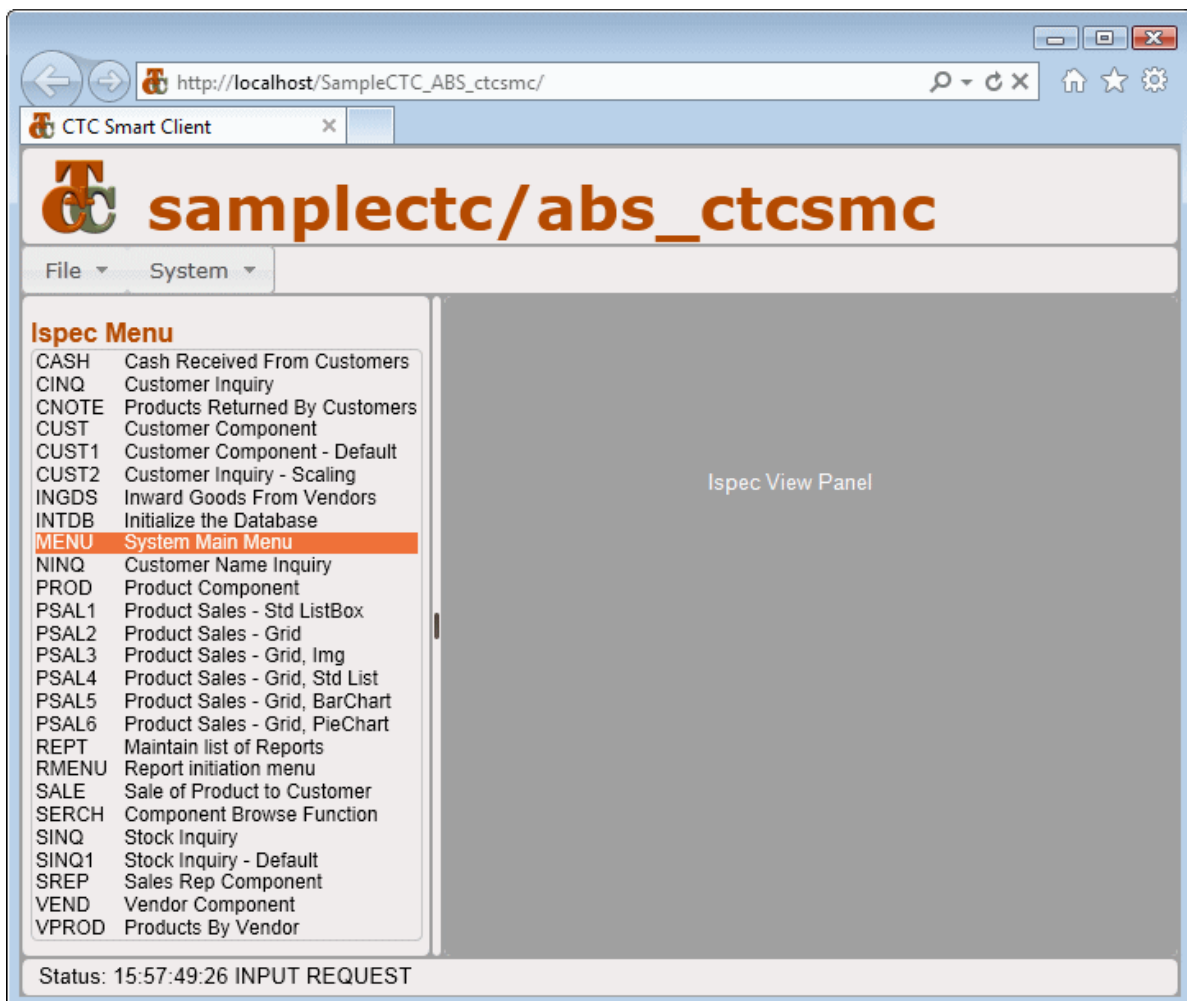 http://localhost/SampleCTC_ABS_ctcsmc/
CTC Smart Client
CTC samplectc/abs_ctcsmc
File System
Ispec Menu
CASH Cash Received From Customers
CINQ Customer Inquiry
CNOTE Products Returned By Customers
CUST Customer Component
CUST1 Customer Component - Default
CUST2 Customer Inquiry - Scaling
INGDS Inward Goods From Vendors
INTDB Initialize the Database
MENU System Main Menu
NINQ Customer Name Inquiry
PROD Product Component
PSAL1 Product Sales - Std ListBox
PSAL2 Product Sales - Grid
PSAL3 Product Sales - Grid, Img
PSAL4 Product Sales - Grid, Std List
PSAL5 Product Sales - Grid, BarChart
PSAL6 Product Sales - Grid, PieChart
REPT Maintain list of Reports
RMENU Report initiation menu
SALE Sale of Product to Customer
SERCH Component Browse Function
SINQ Stock Inquiry
SINQ1 Stock Inquiry - Default
SREP Sales Rep Component
VEND Vendor Component
VPROD Products By Vendor
Ispec View Panel
Status: 15:57:49:26 INPUT REQUEST